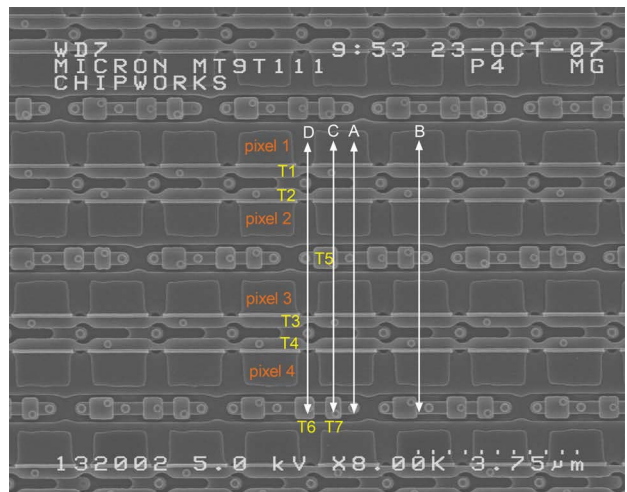 WD7 9:53 23-OCT-07
MICRON MT9T111 P4 MG
CHIPWORKS
D C A B
pixel 1
T1
T2
pixel 2
T5
pixel 3
T3
T4
pixel 4
T6 T7
132002 5.0 kV X8.00K 3.75µm